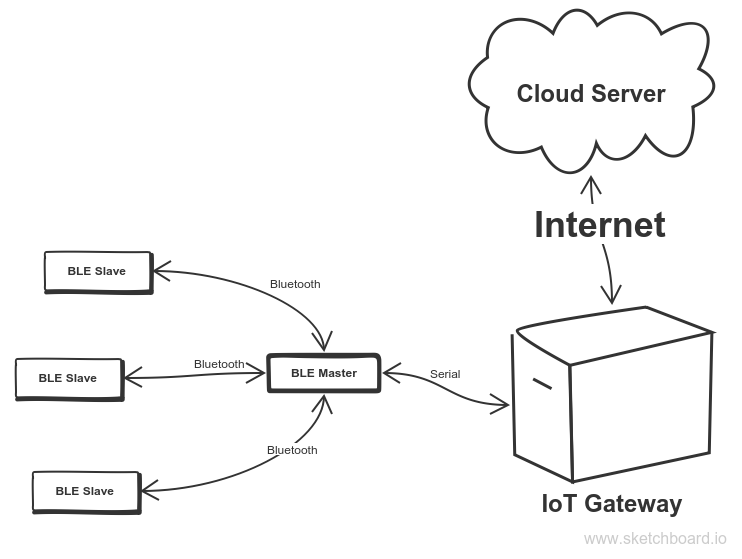 Cloud Server
Internet
BLE Slave
Bluetooth
Bluetooth
BLE Slave
BLE Master
Serial
Bluetooth
BLE Slave
IoT Gateway
www.sketchboard.io